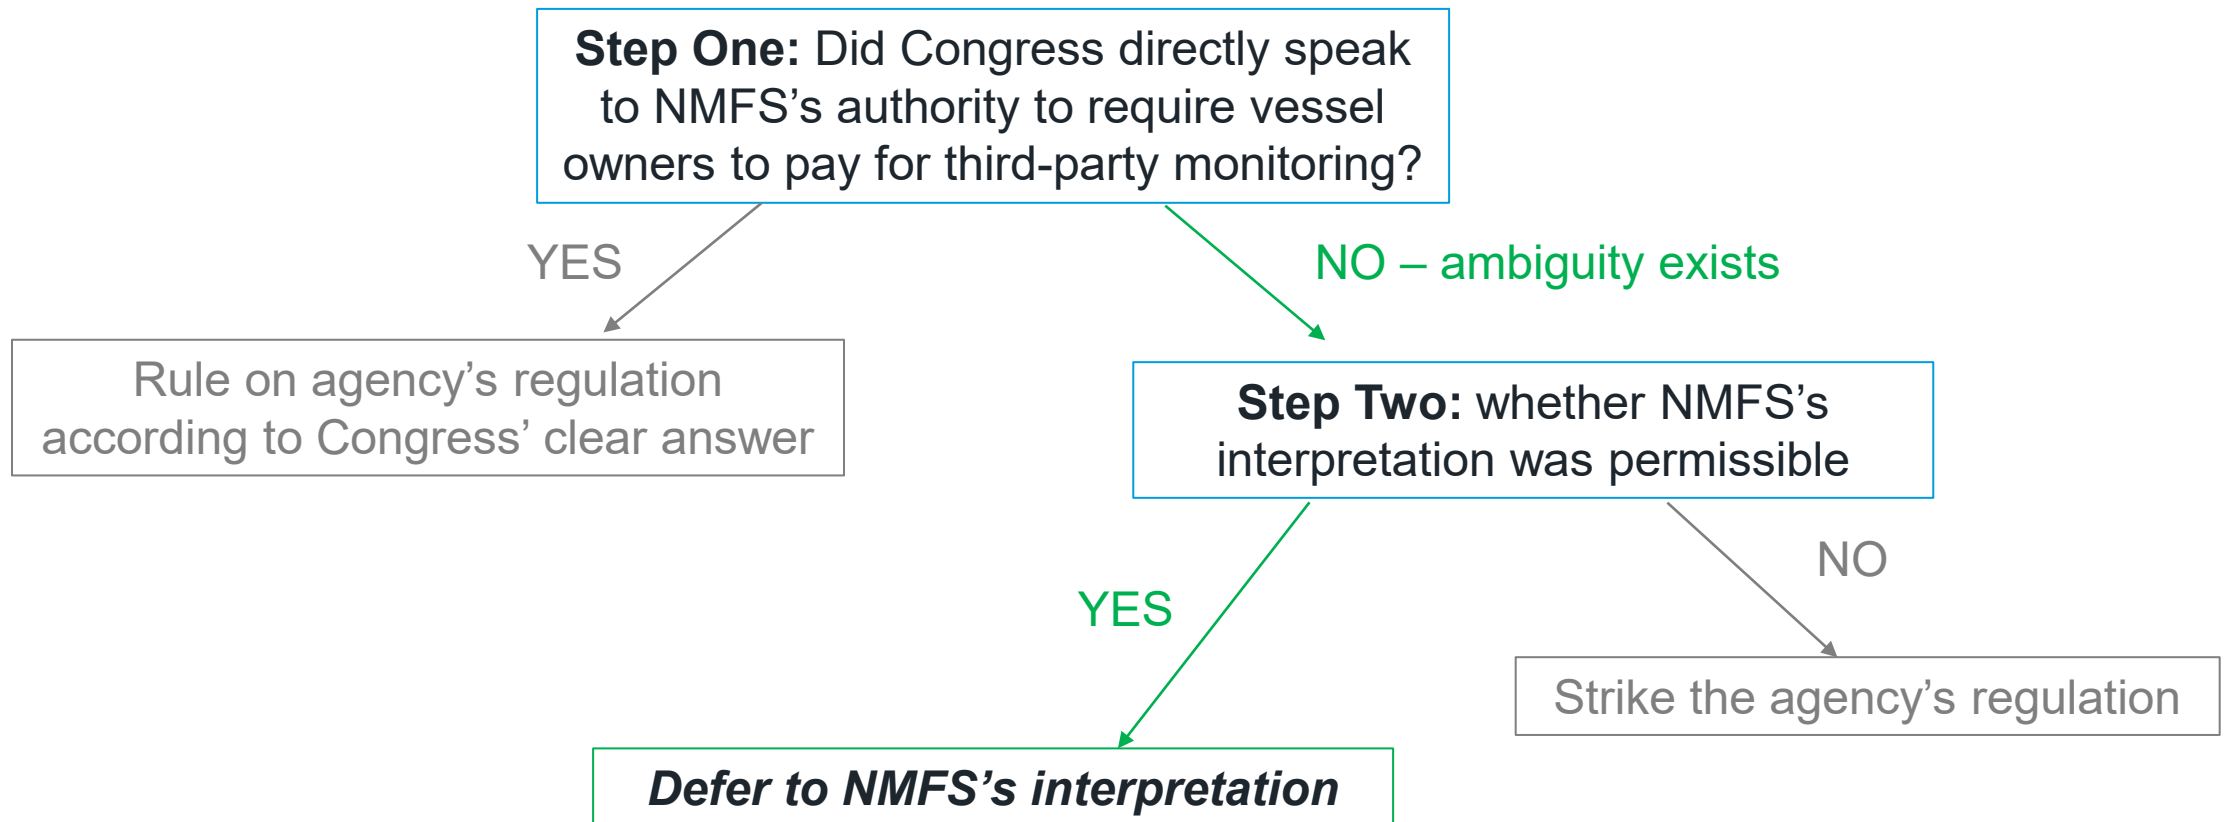 Step One: Did Congress directly speak
to NMFS’s authority to require vessel
owners to pay for third-party monitoring?
YES
NO – ambiguity exists
Rule on agency’s regulation
according to Congress’ clear answer
Step Two: whether NMFS’s
interpretation was permissible
YES
NO
Strike the agency’s regulation
Defer to NMFS’s interpretation